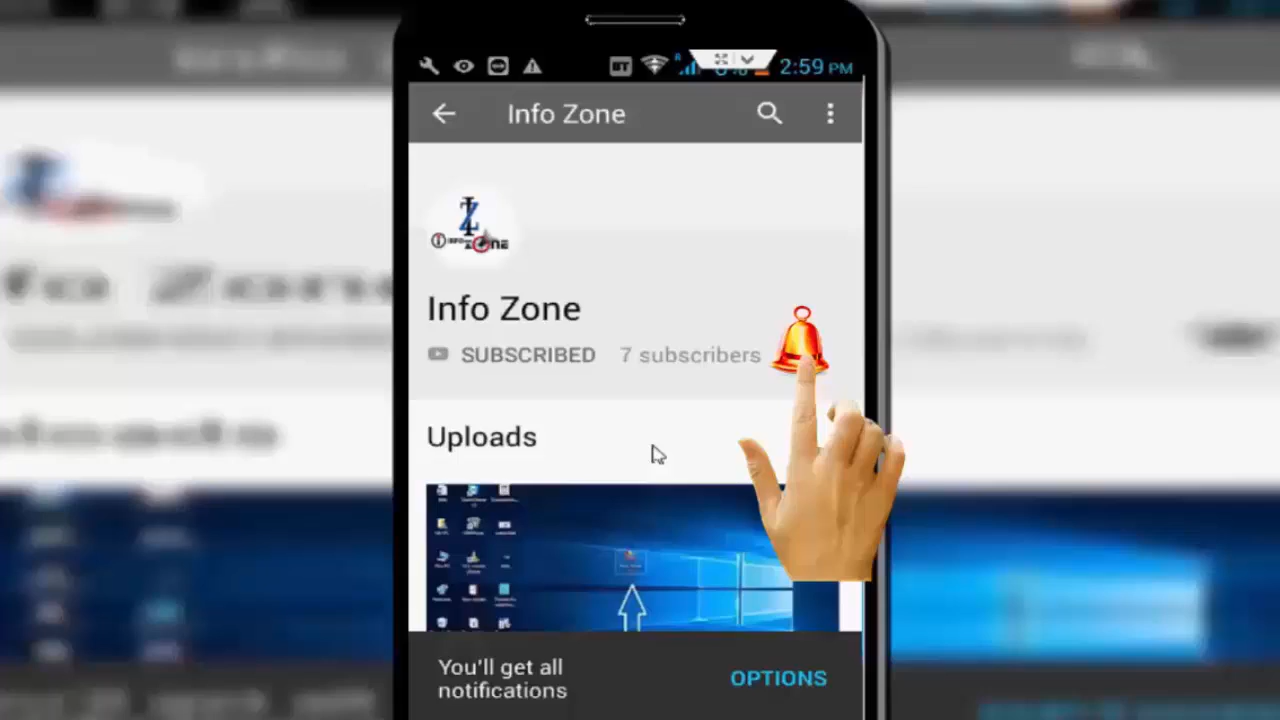 2:59 PM
Info Zone
Info Zone
SUBSCRIBED 7 subscribers
Uploads
You'll get all
notifications
OPTIONS